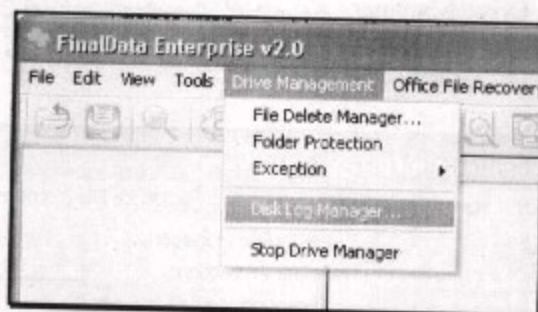 FinalData Enterprise v2.0
File Edit View Tools Drive Management Office File Recover
File Delete Manager...
Folder Protection
Exception
Disk Log Manager...
Stop Drive Manager